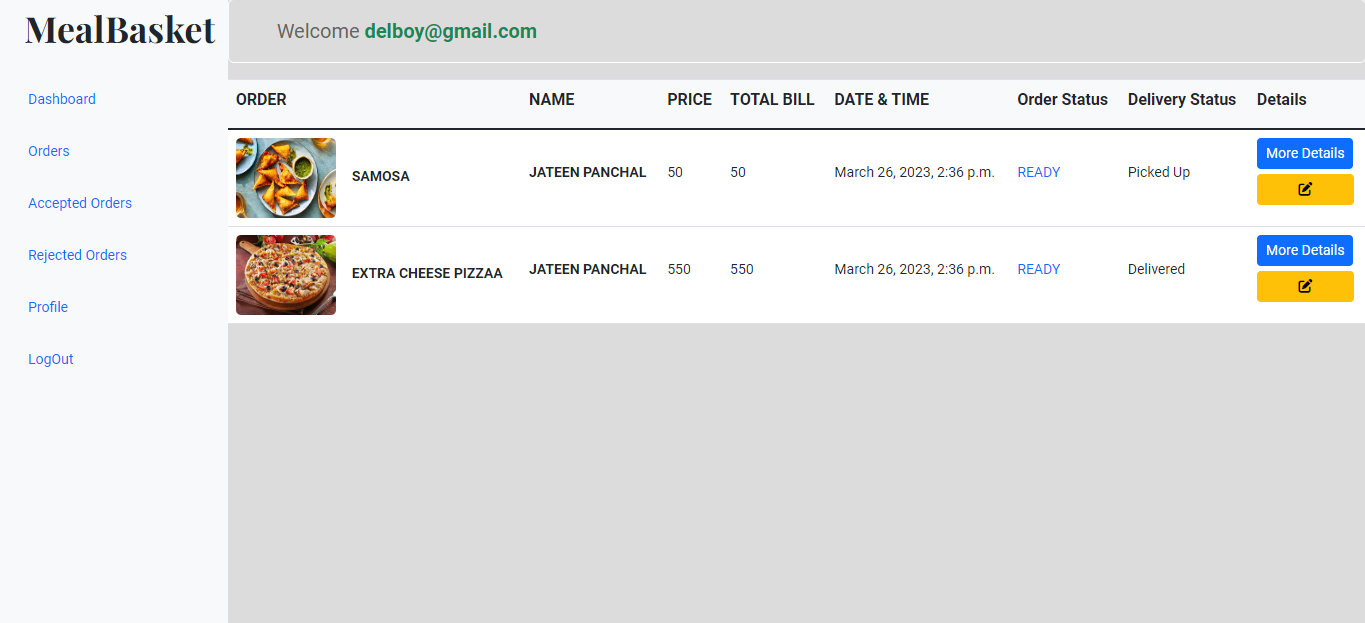 MealBasket
Welcome delboy@gmail.com
Dashboard
Orders
Accepted Orders
Rejected Orders
Profile
LogOut
ORDER NAME PRICE TOTAL BILL DATE & TIME Order Status Delivery Status Details
SAMOSA JATEEN PANCHAL 50 50 March 26, 2023, 2:36 p.m. READY Picked Up More Details
EXTRA CHEESE PIZZAA JATEEN PANCHAL 550 550 March 26, 2023, 2:36 p.m. READY Delivered More Details